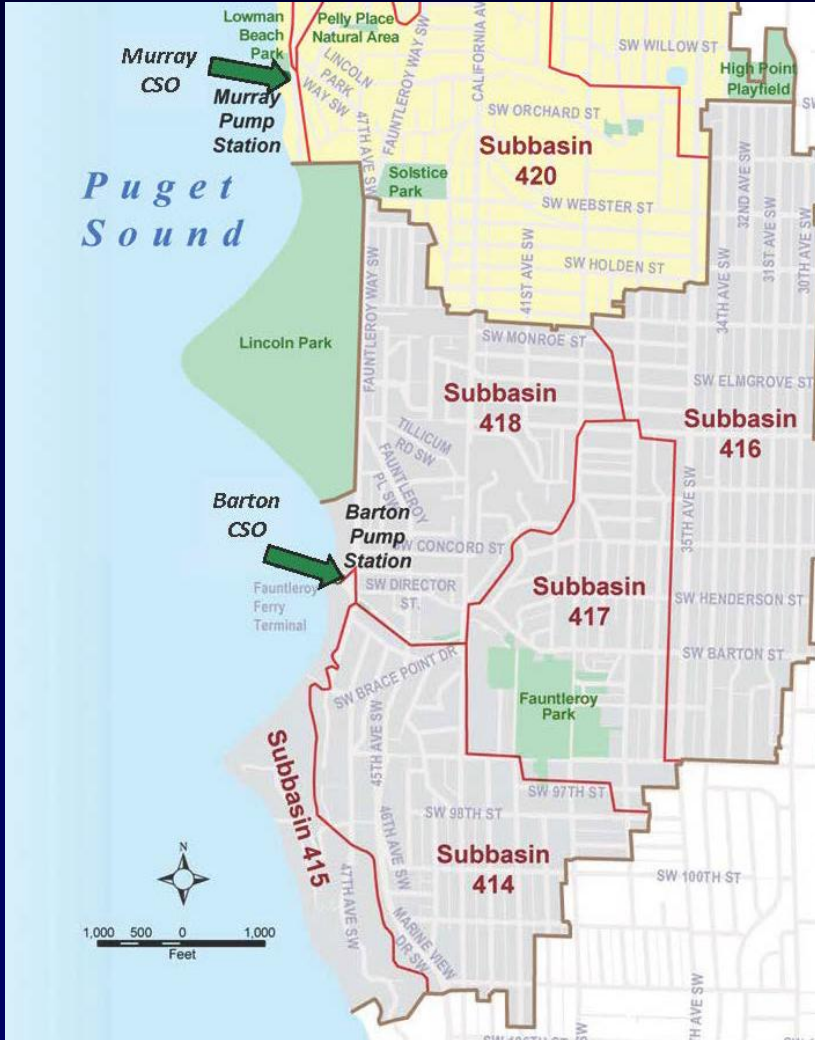 Lowman
Beach
Park
Pelly Place
Natural Area
CALIFORNIA AV
SW WILLOW ST
High Point
Playfield
Murray
CSO
LINCOLN
PARK
WAY SW
FAUNTLEROY WAY SW
Murray
Pump
Station
47TH AVE SW
SW ORCHARD ST
Subbasin
420
Solstice
Park
32ND AVE SW
Puget
Sound
SW WEBSTER ST
31ST AVE SW
30TH AVE SW
34TH AVE SW
SW HOLDEN ST
41ST AVE SW
FAUNTLEROY WAY SW
Lincoln Park
SW MONROE ST
SW ELMGROVE ST
Subbasin
418
Subbasin
416
TILLICUM
RD SW
FAUNTLEROY
PL SW
35TH AVE SW
Barton
CSO
Barton
Pump
Station
SW CONCORD ST
Fauntleroy
Ferry
Terminal
SW DIRECTOR
ST.
Subbasin
417
SW HENDERSON ST
SW BARTON ST
SW BRACE POINT DR
Fauntleroy
Park
45TH AVE SW
Subbasin 415
SW 97TH ST
SW 98TH ST
46TH AVE SW
Subbasin
414
SW 100TH ST
47TH AVE SW
MARINE VIEW
DR SW
N
1,000 500 0 1,000
Feet
TH AVE SW